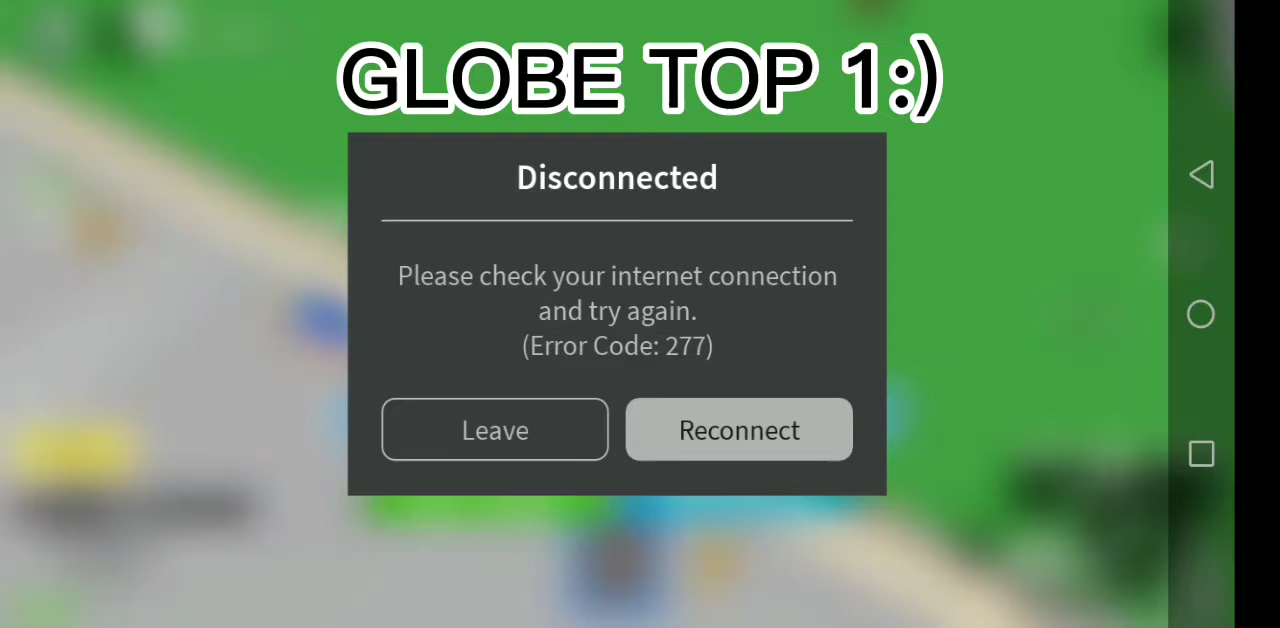 GLOBE TOP 1:)
Disconnected
Please check your internet connection
and try again.
(Error Code: 277)
Leave
Reconnect